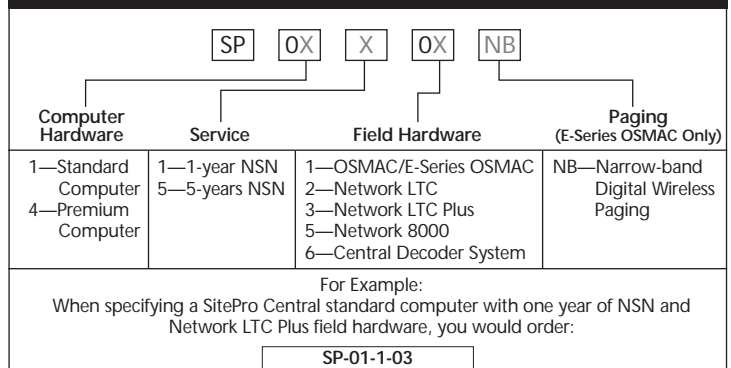 SP 0X X 0X NB
Computer Hardware
Service
Field Hardware
Paging
(E-Series OSMAC Only)
1—Standard
Computer
4—Premium
Computer
1—1-year NSN
5—5-years NSN
1—OSMAC/E-Series OSMAC
2—Network LTC
3—Network LTC Plus
5—Network 8000
6—Central Decoder System
NB—Narrow-band
Digital Wireless
Paging
For Example:
When specifying a SitePro Central standard computer with one year of NSN and
Network LTC Plus field hardware, you would order:
SP-01-1-03